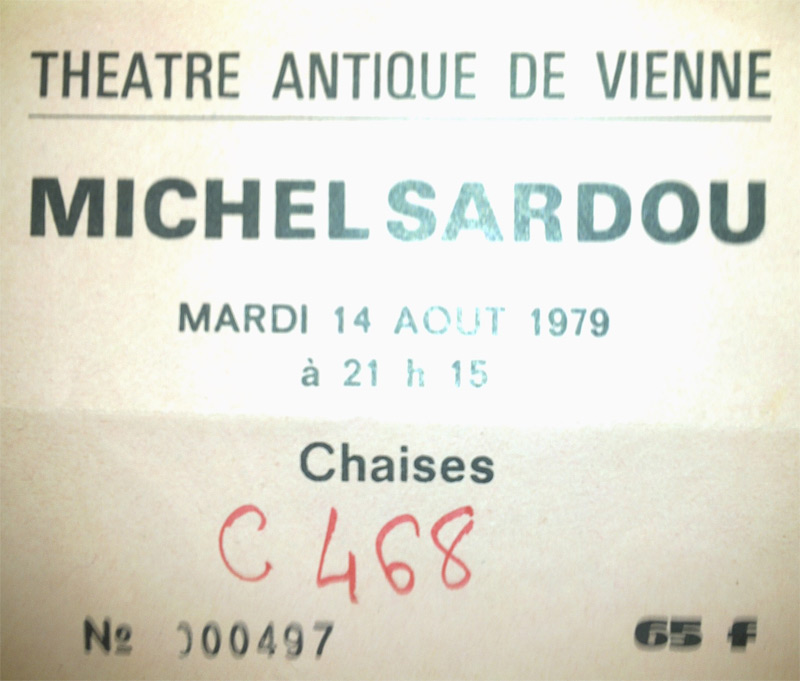 THEATRE ANTIQUE DE VIENNE
MICHEL SARDOU
MARDI 14 AOUT 1979
à 21 h 15
Chaises
C 468
Nº 000497
65 f